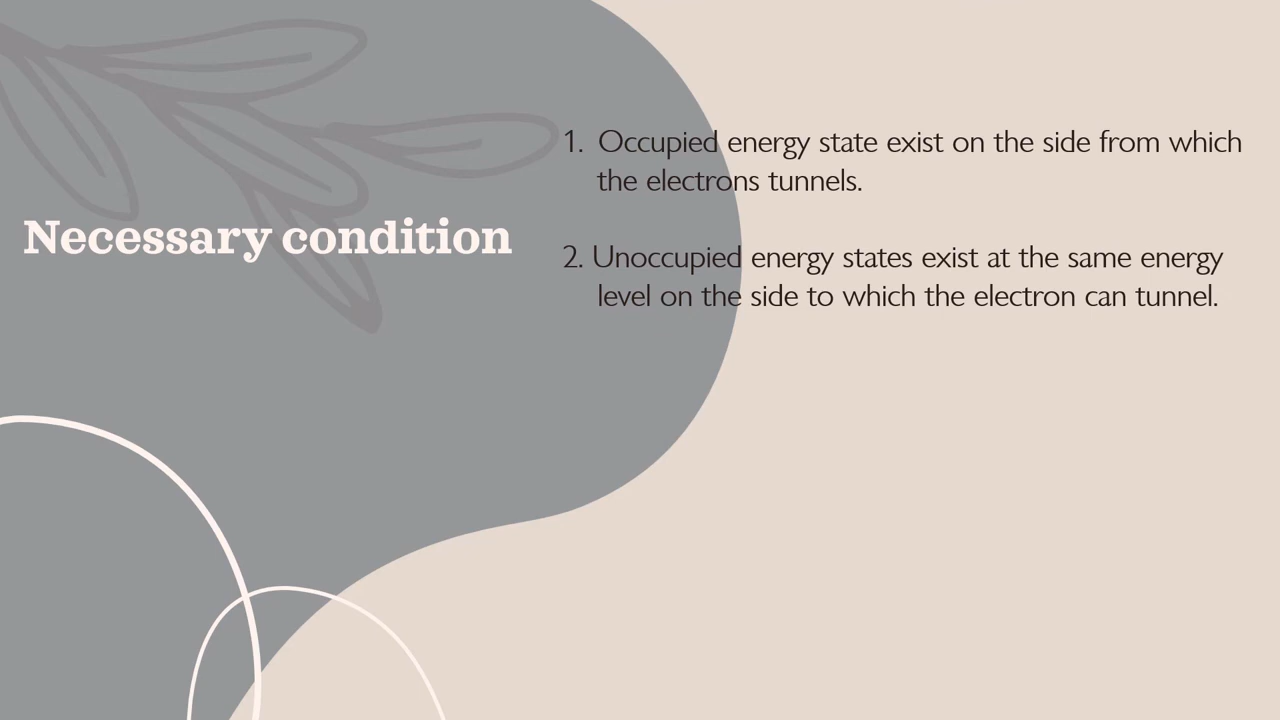 Necessary condition
1. Occupied energy state exist on the side from which
the electrons tunnels.
2. Unoccupied energy states exist at the same energy
level on the side to which the electron can tunnel.